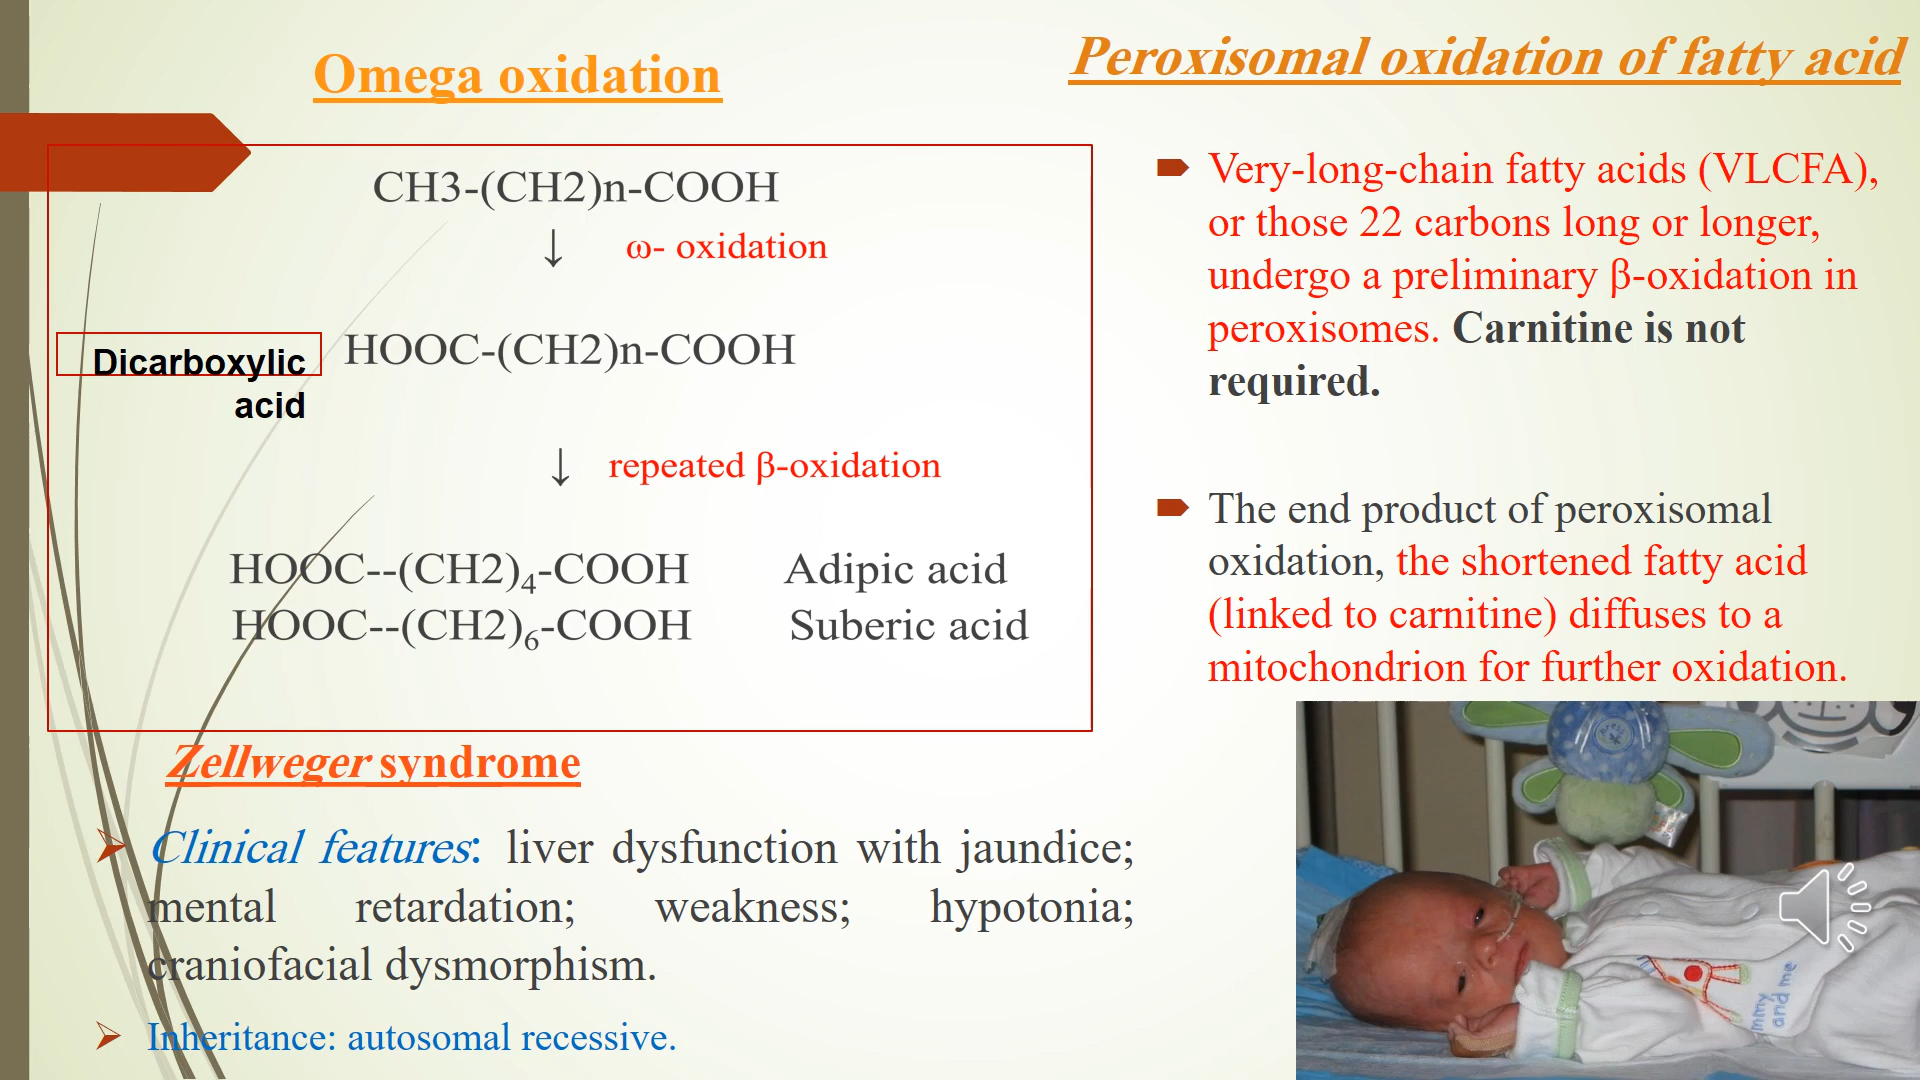 Omega oxidation
CH3-(CH2)n-COOH
↓ ω- oxidation
Dicarboxylic
acid
HOOC-(CH2)n-COOH
↓ repeated β-oxidation
HOOC--(CH2)₄-COOH Adipic acid
HOOC--(CH2)₆-COOH Suberic acid
Peroxisomal oxidation of fatty acid
Very-long-chain fatty acids (VLCFA),
or those 22 carbons long or longer,
undergo a preliminary β-oxidation in
peroxisomes. Carnitine is not
required.
The end product of peroxisomal
oxidation, the shortened fatty acid
(linked to carnitine) diffuses to a
mitochondrion for further oxidation.
Zellweger syndrome
Clinical features: liver dysfunction with jaundice;
mental retardation; weakness; hypotonia;
craniofacial dysmorphism.
Inheritance: autosomal recessive.
and me